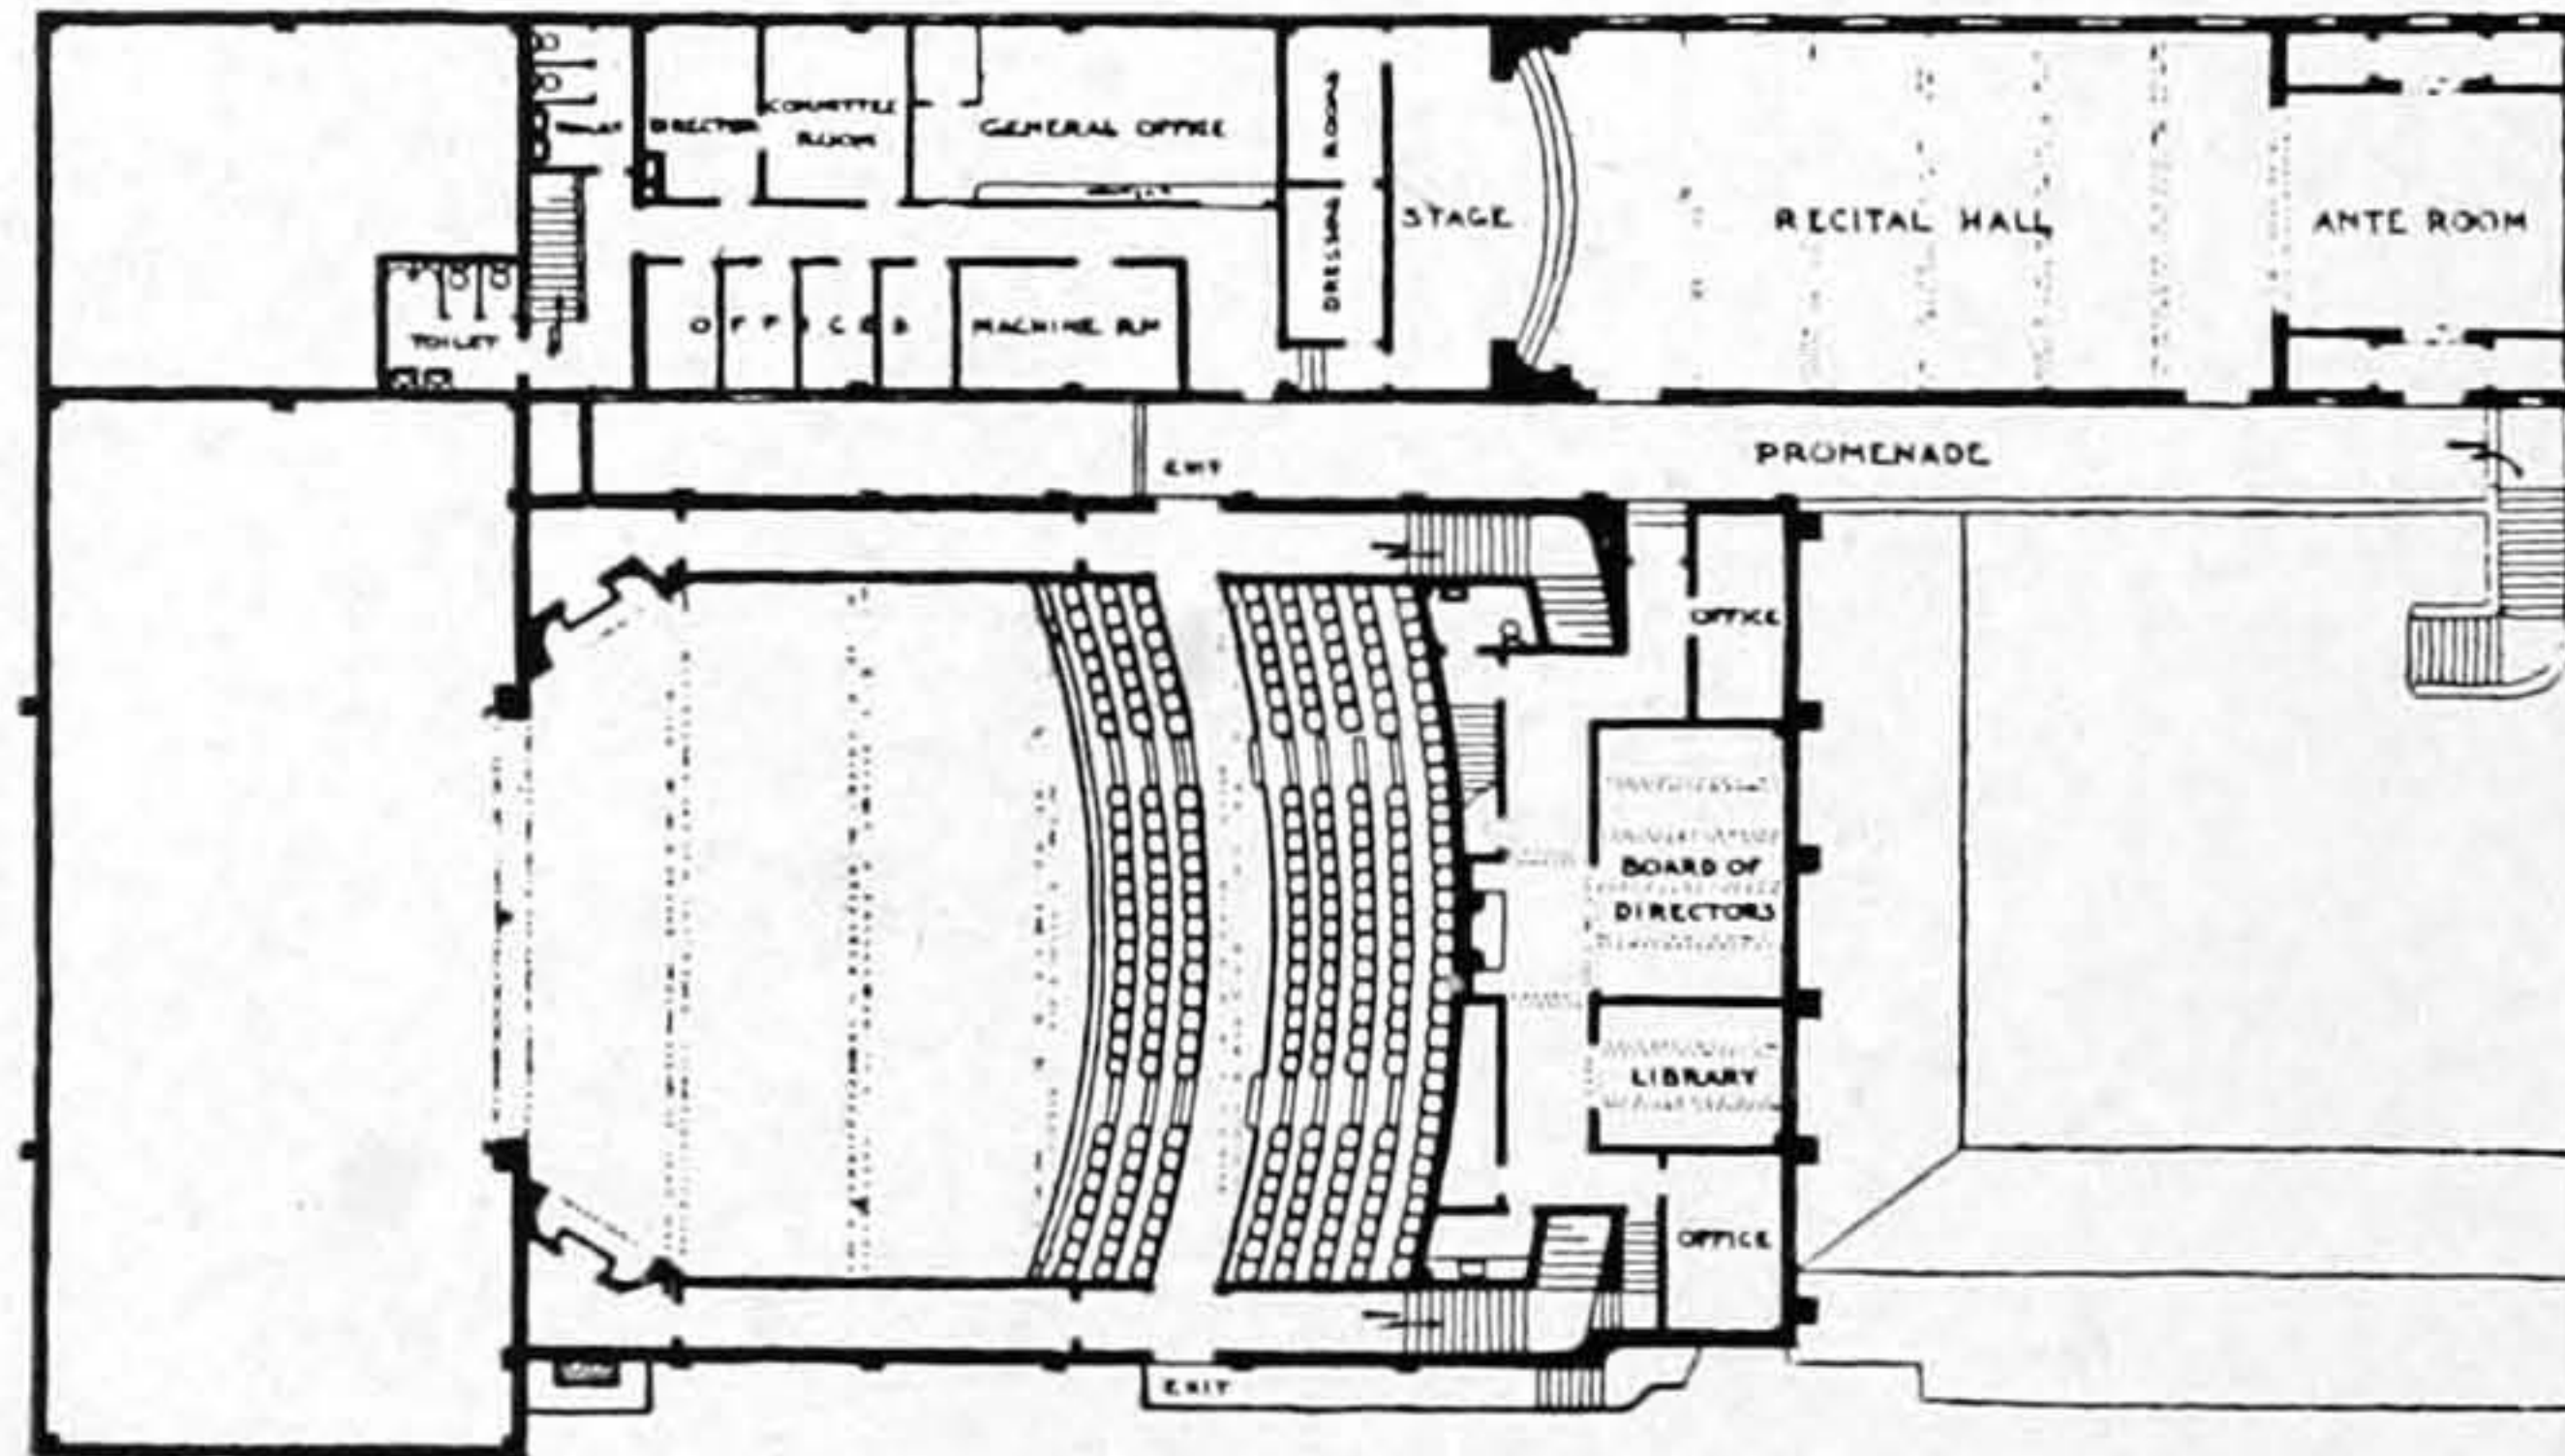 TOILET
DIRECTOR
COMMITTEE
ROOM
GENERAL OFFICE
DRESSING ROOMS
STAGE
RECITAL HALL
ANTE ROOM
TOILET
OFFICES
MACHINE RM
PROMENADE
EXIT
OFFICE
BOARD OF
DIRECTORS
LIBRARY
OFFICE
EXIT